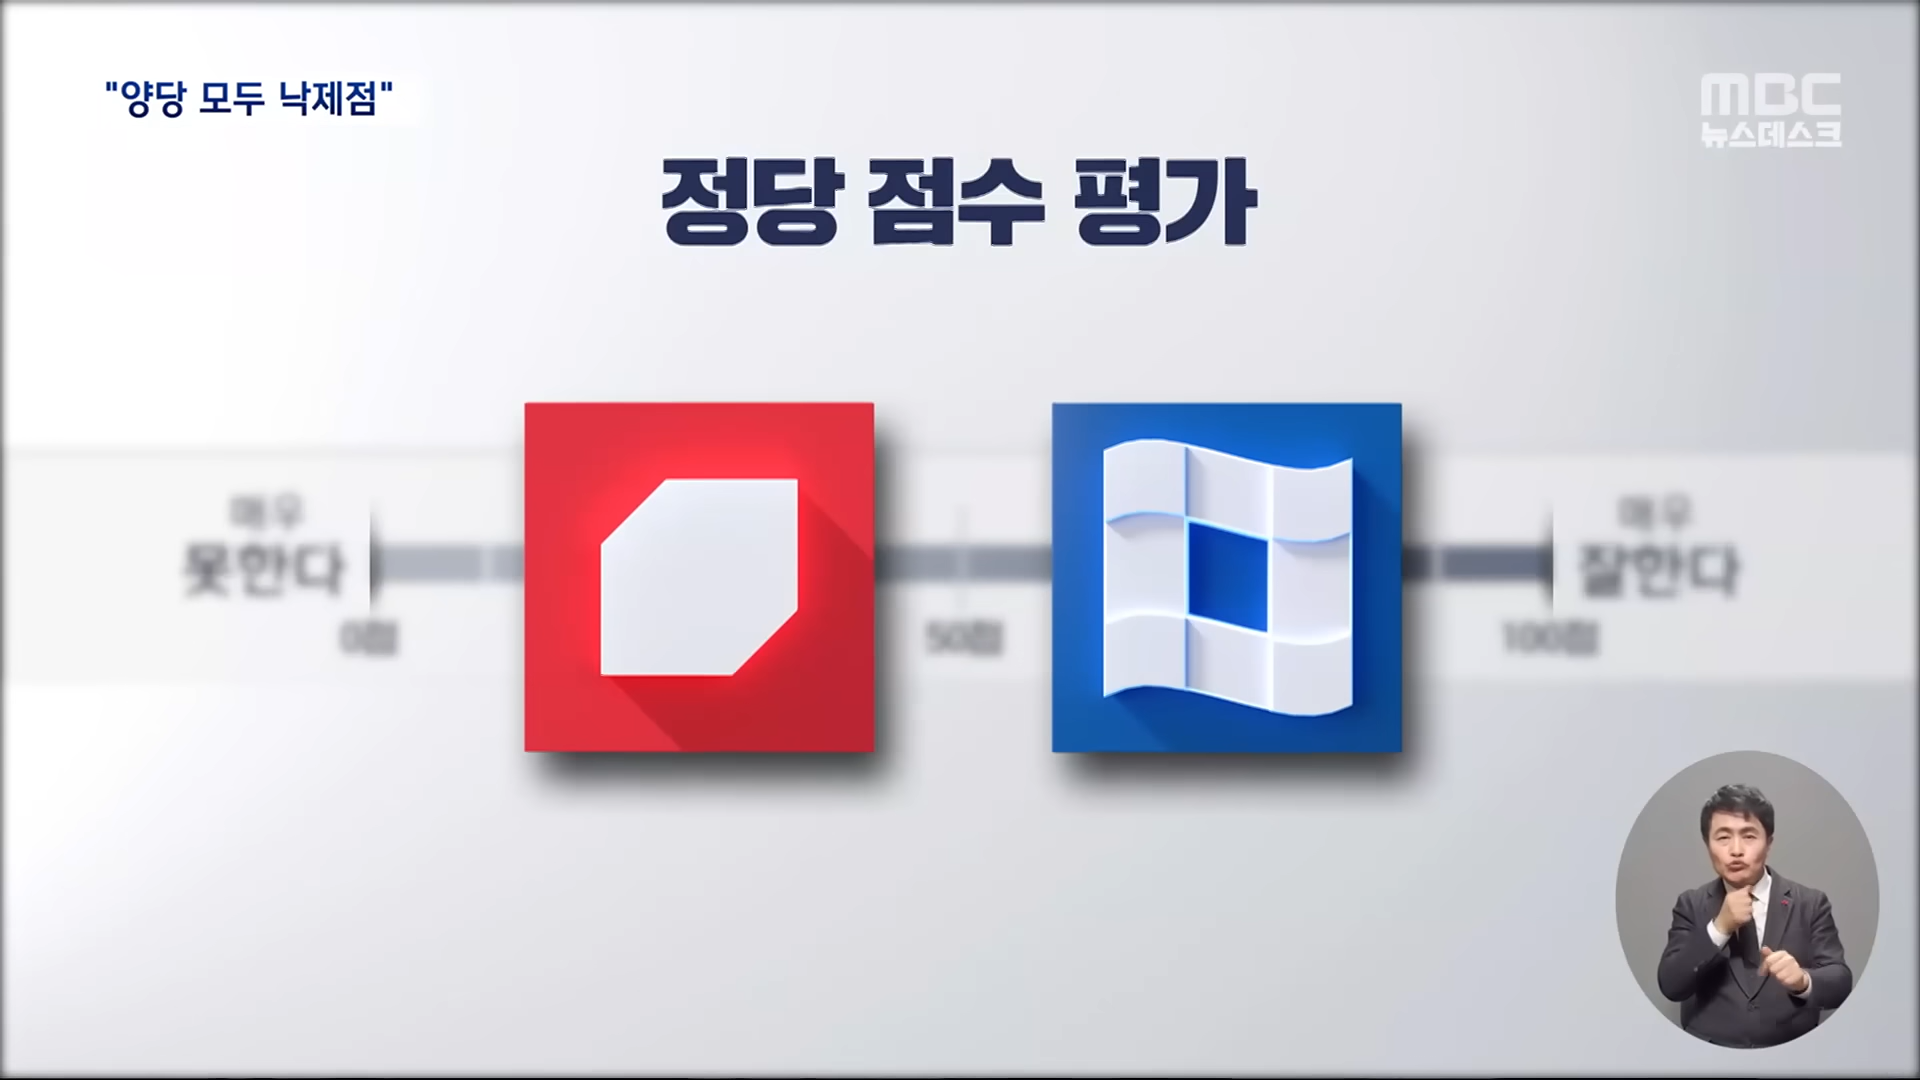 "양당 모두 낙제점"
MBC
뉴스데스크
정당 점수 평가
매우
못한다
0점
50점
100점
매우
잘한다